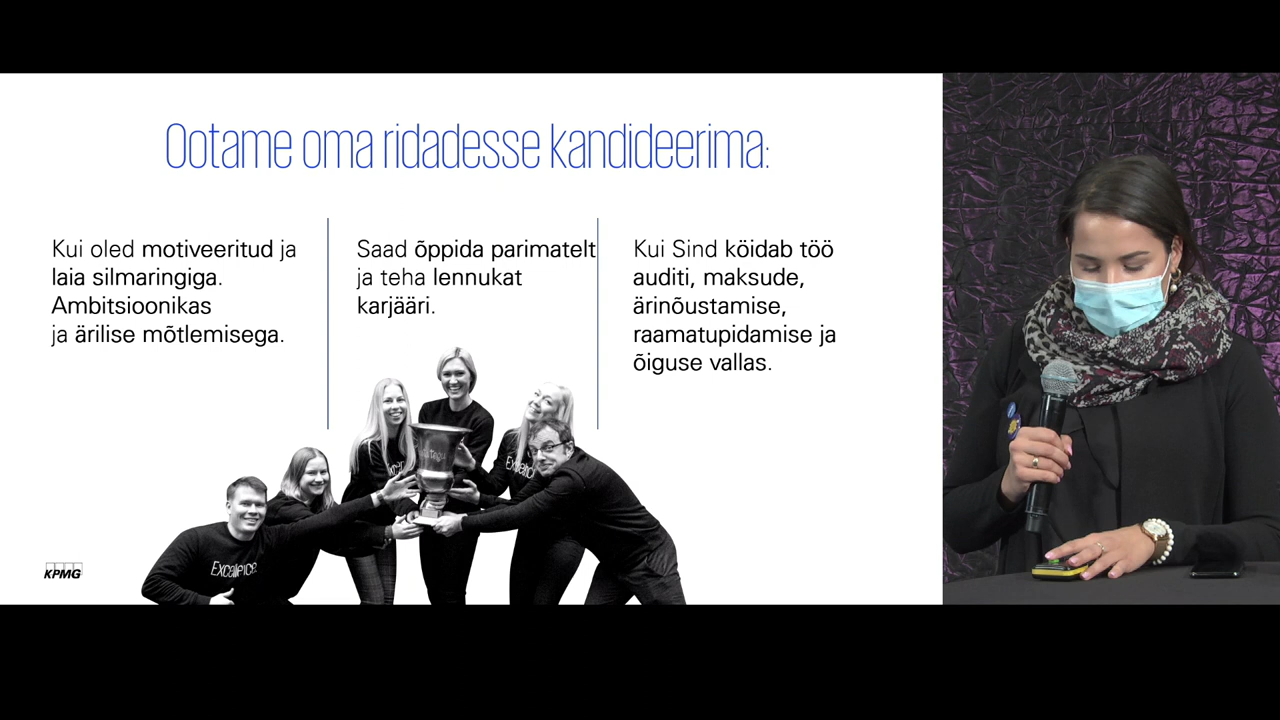 Ootame oma ridadesse kandideerima:
Kui oled motiveeritud ja
laia silmaringiga.
Ambitsioonikas
ja ärilise mõtlemisega.
Saad õppida parimatelt
ja teha lennukat
karjääri.
Kui Sind köidab töö
auditi, maksude,
ärinõustamise,
raamatupidamise ja
õiguse vallas.
Excellence
KPMG